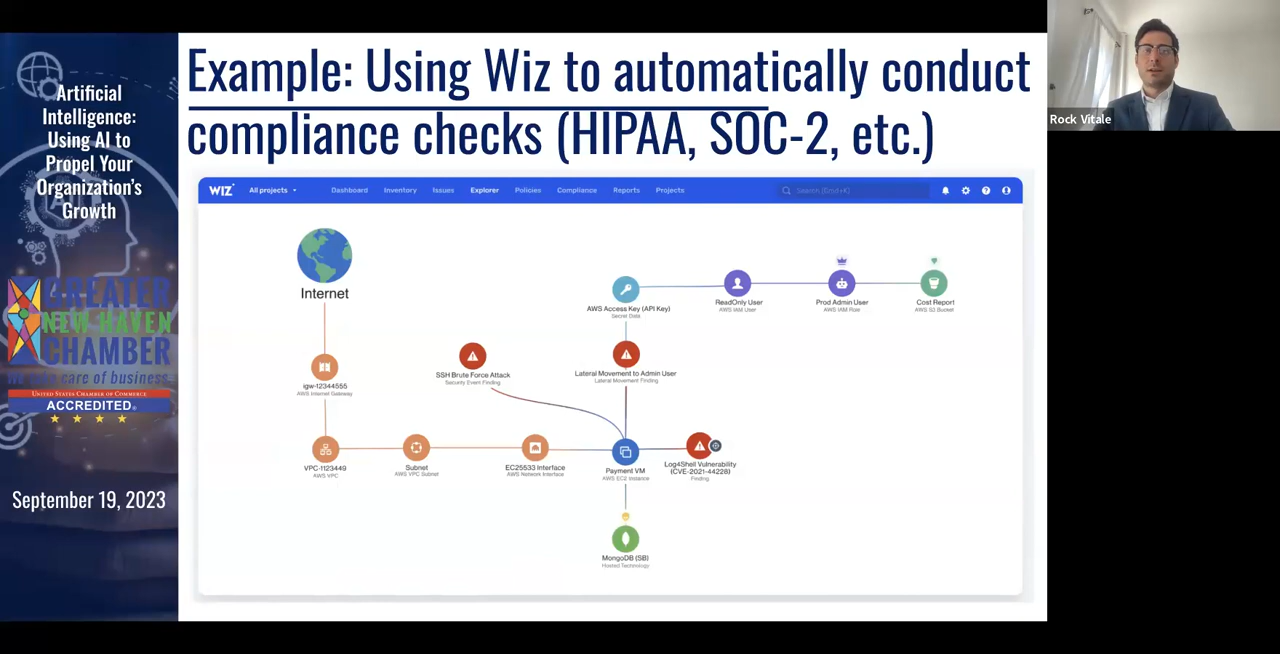 Artificial
Intelligence:
Using AI to
Propel Your
Organization's
Growth
GREATER
NEW HAVEN
CHAMBER
We take care of business
UNITED STATES CHAMBER OF COMMERCE
ACCREDITED®
September 19, 2023
Example: Using Wiz to automatically conduct
compliance checks (HIPAA, SOC-2, etc.)
WIZ
All projects
Dashboard
Inventory
Issues
Explorer
Policies
Compliance
Reports
Projects
Search (Cmd+K)
Internet
igw-12344555
AWS Internet Gateway
VPC-1123449
AWS VPC
Subnet
AWS VPC Subnet
EC25533 Interface
AWS Network Interface
SSH Brute Force Attack
Security Event Finding
AWS Access Key (API Key)
Secret Data
Lateral Movement to Admin User
Lateral Movement Finding
Payment VM
AWS EC2 Instance
Log4Shell Vulnerability
(CVE-2021-44228)
Finding
MongoDB (SB)
Hosted Technology
ReadOnly User
AWS IAM User
Prod Admin User
AWS IAM Role
Cost Report
AWS S3 Bucket
Rock Vitale